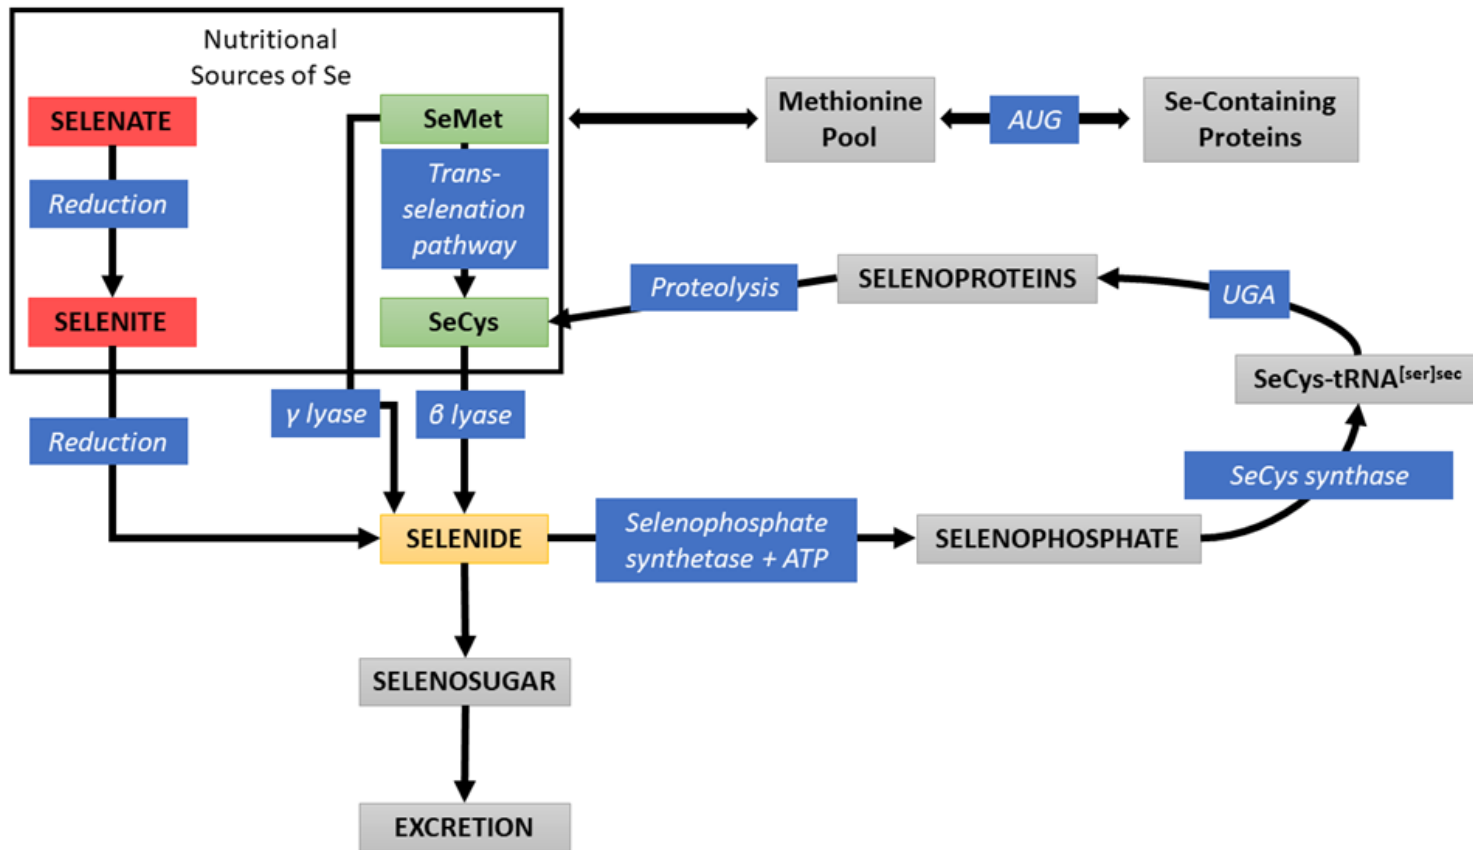 Nutritional
Sources of Se
SELENATE
SeMet
Methionine
Pool
AUG
Se-Containing
Proteins
Reduction
Trans-
selenation
pathway
Proteolysis
SELENOPROTEINS
UGA
SELENITE
SeCys
SeCys-tRNA[ser]sec
γ lyase
β lyase
Reduction
SeCys synthase
SELENIDE
Selenophosphate
synthetase + ATP
SELENOPHOSPHATE
SELENOSUGAR
EXCRETION